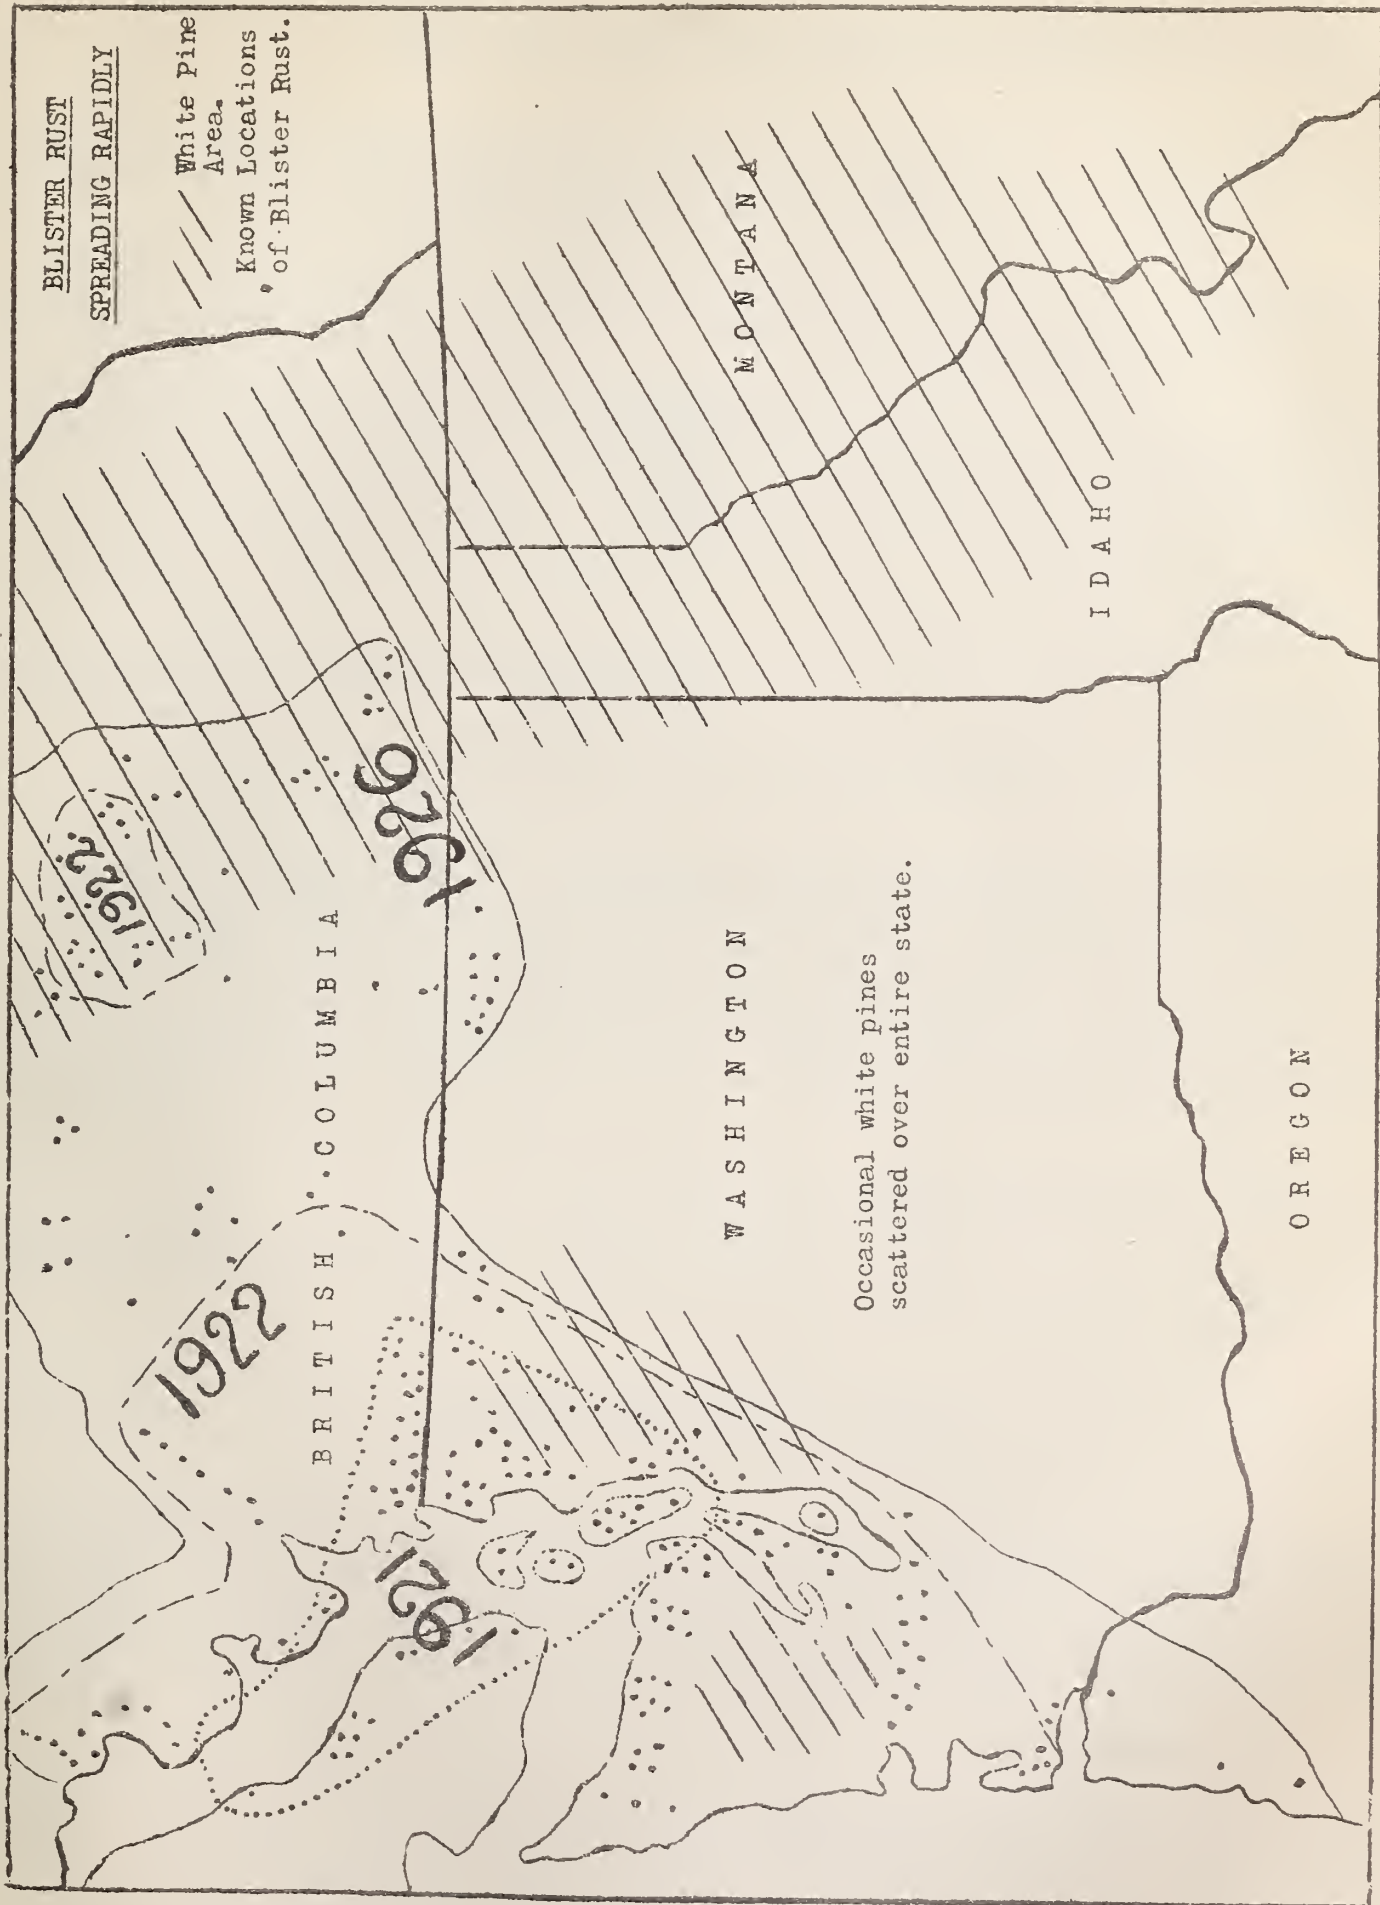 BLISTER RUST
SPREADING RAPIDLY
White Pine
Area.
Known Locations
of Blister Rust.
1922
1922
1926
1921
BRITISH COLUMBIA
MONTANA
WASHINGTON
IDAHO
Occasional white pines
scattered over entire state.
OREGON